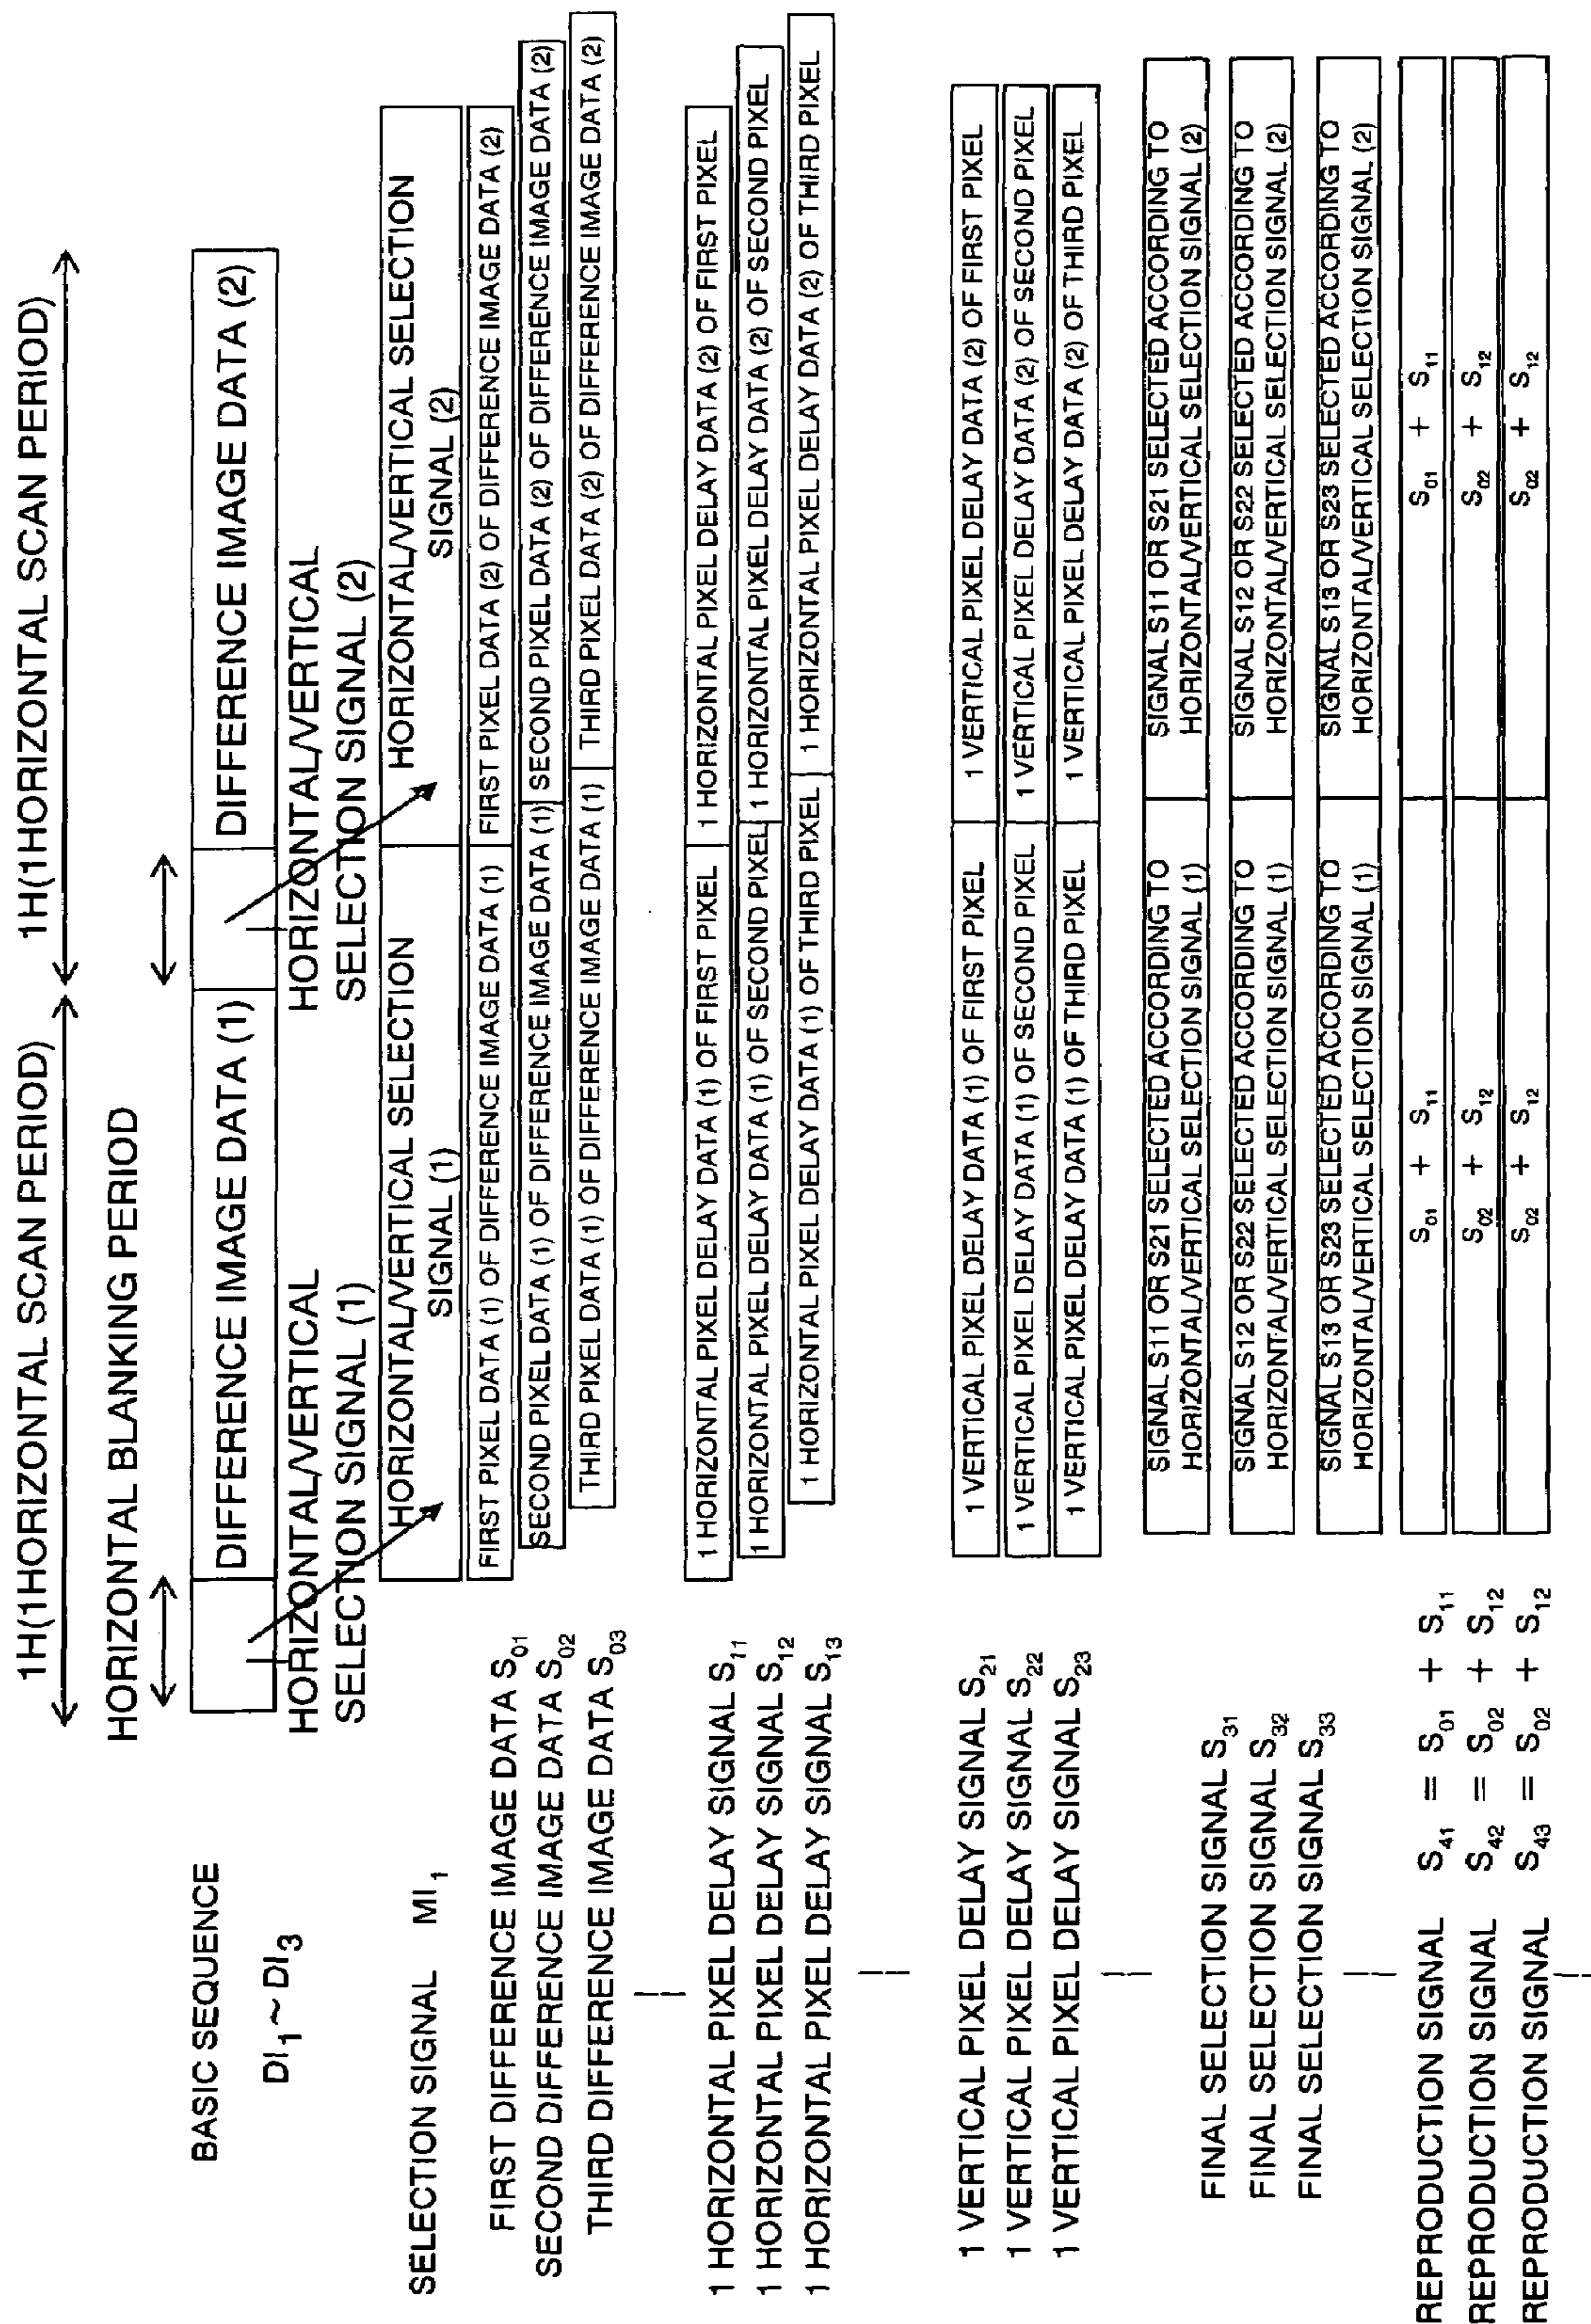 1H(1HORIZONTAL SCAN PERIOD) 1H(1HORIZONTAL SCAN PERIOD)
HORIZONTAL BLANKING PERIOD
BASIC SEQUENCE
DI₁ ~ DI₃ DIFFERENCE IMAGE DATA (1) DIFFERENCE IMAGE DATA (2)
HORIZONTAL/VERTICAL HORIZONTAL/VERTICAL
SELECTION SIGNAL (1) SELECTION SIGNAL (2)
SELECTION SIGNAL MI₁ HORIZONTAL/VERTICAL SELECTION HORIZONTAL/VERTICAL SELECTION
SIGNAL (1) SIGNAL (2)
FIRST DIFFERENCE IMAGE DATA S₀₁ FIRST PIXEL DATA (1) OF DIFFERENCE IMAGE DATA (1) FIRST PIXEL DATA (2) OF DIFFERENCE IMAGE DATA (2)
SECOND DIFFERENCE IMAGE DATA S₀₂ SECOND PIXEL DATA (1) OF DIFFERENCE IMAGE DATA (1) SECOND PIXEL DATA (2) OF DIFFERENCE IMAGE DATA (2)
THIRD DIFFERENCE IMAGE DATA S₀₃ THIRD PIXEL DATA (1) OF DIFFERENCE IMAGE DATA (1) THIRD PIXEL DATA (2) OF DIFFERENCE IMAGE DATA (2)
1 HORIZONTAL PIXEL DELAY SIGNAL S₁₁ 1 HORIZONTAL PIXEL DELAY DATA (1) OF FIRST PIXEL 1 HORIZONTAL PIXEL DELAY DATA (2) OF FIRST PIXEL
1 HORIZONTAL PIXEL DELAY SIGNAL S₁₂ 1 HORIZONTAL PIXEL DELAY DATA (1) OF SECOND PIXEL 1 HORIZONTAL PIXEL DELAY DATA (2) OF SECOND PIXEL
1 HORIZONTAL PIXEL DELAY SIGNAL S₁₃ 1 HORIZONTAL PIXEL DELAY DATA (1) OF THIRD PIXEL 1 HORIZONTAL PIXEL DELAY DATA (2) OF THIRD PIXEL
1 VERTICAL PIXEL DELAY SIGNAL S₂₁ 1 VERTICAL PIXEL DELAY DATA (1) OF FIRST PIXEL 1 VERTICAL PIXEL DELAY DATA (2) OF FIRST PIXEL
1 VERTICAL PIXEL DELAY SIGNAL S₂₂ 1 VERTICAL PIXEL DELAY DATA (1) OF SECOND PIXEL 1 VERTICAL PIXEL DELAY DATA (2) OF SECOND PIXEL
1 VERTICAL PIXEL DELAY SIGNAL S₂₃ 1 VERTICAL PIXEL DELAY DATA (1) OF THIRD PIXEL 1 VERTICAL PIXEL DELAY DATA (2) OF THIRD PIXEL
FINAL SELECTION SIGNAL S₃₁ SIGNAL S11 OR S21 SELECTED ACCORDING TO SIGNAL S11 OR S21 SELECTED ACCORDING TO
HORIZONTAL/VERTICAL SELECTION SIGNAL (1) HORIZONTAL/VERTICAL SELECTION SIGNAL (2)
FINAL SELECTION SIGNAL S₃₂ SIGNAL S12 OR S22 SELECTED ACCORDING TO SIGNAL S12 OR S22 SELECTED ACCORDING TO
HORIZONTAL/VERTICAL SELECTION SIGNAL (1) HORIZONTAL/VERTICAL SELECTION SIGNAL (2)
FINAL SELECTION SIGNAL S₃₃ SIGNAL S13 OR S23 SELECTED ACCORDING TO SIGNAL S13 OR S23 SELECTED ACCORDING TO
HORIZONTAL/VERTICAL SELECTION SIGNAL (1) HORIZONTAL/VERTICAL SELECTION SIGNAL (2)
REPRODUCTION SIGNAL S₄₁ = S₀₁ + S₁₁ S₀₁ + S₁₁ S₀₁ + S₁₁
REPRODUCTION SIGNAL S₄₂ = S₀₂ + S₁₂ S₀₂ + S₁₂ S₀₂ + S₁₂
REPRODUCTION SIGNAL S₄₃ = S₀₂ + S₁₂ S₀₂ + S₁₂ S₀₂ + S₁₂